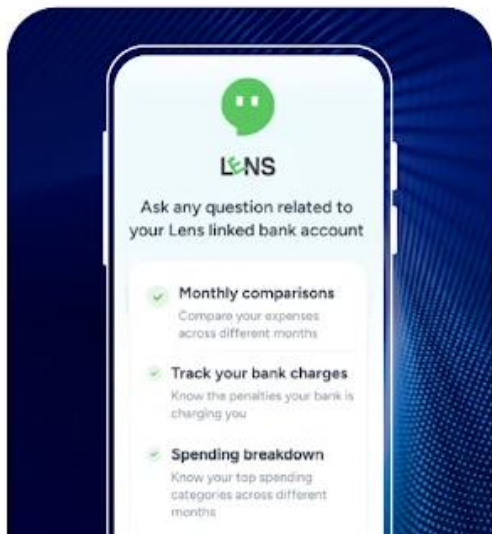 LENS
Ask any question related to
your Lens linked bank account
Monthly comparisons
Compare your expenses
across different months
Track your bank charges
Know the penalties your bank is
charging you
Spending breakdown
Know your top spending
categories across different
months